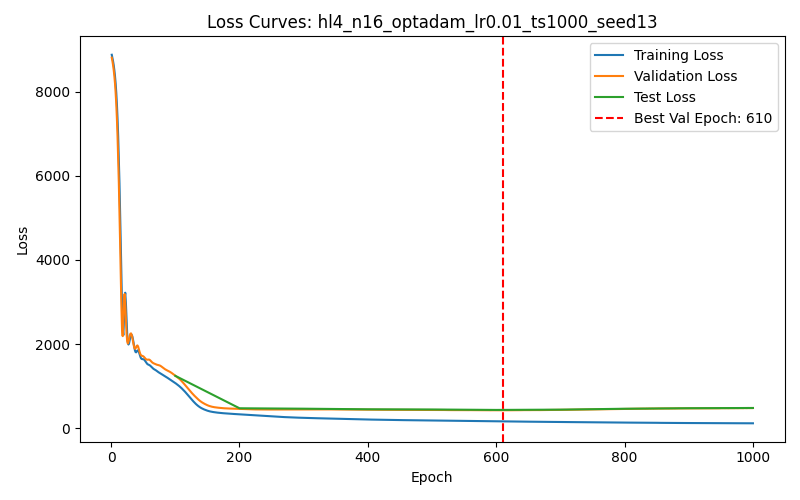 Loss Curves: hl4_n16_optadam_lr0.01_ts1000_seed13
Training Loss
Validation Loss
Test Loss
Best Val Epoch: 610
Loss
8000
6000
4000
2000
0
0 200 400 600 800 1000
Epoch